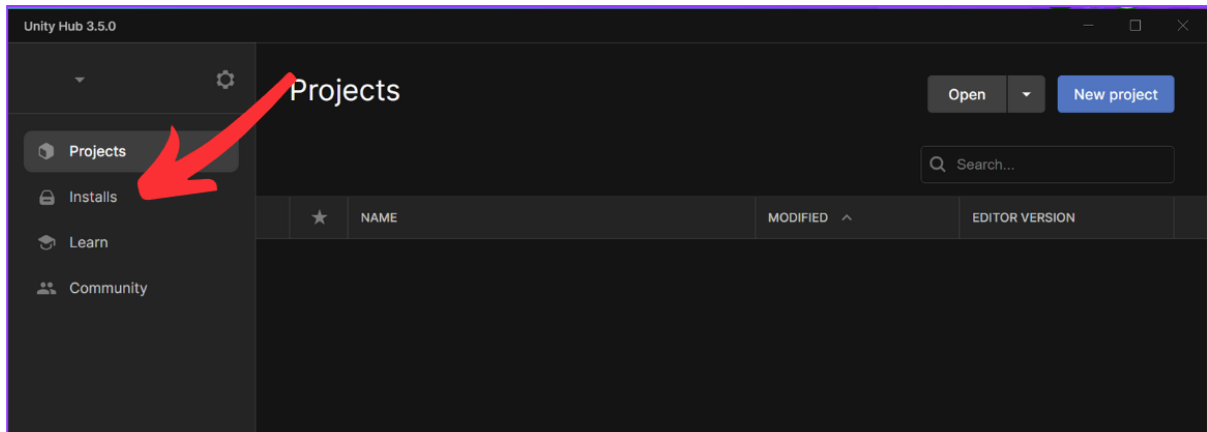 Unity Hub 3.5.0
Projects
Open
New project
Projects
Installs
Learn
Community
Search...
NAME MODIFIED EDITOR VERSION